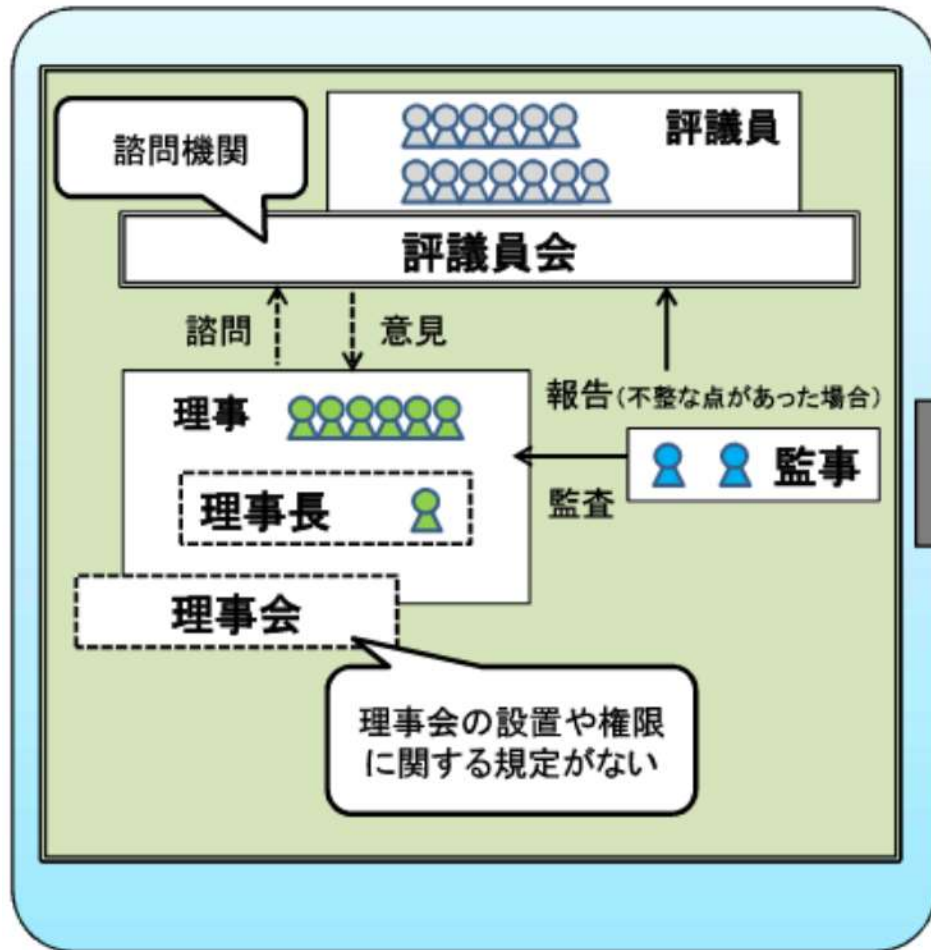 諮問機関
評議員
評議員会
諮問
意見
報告(不整な点があった場合)
理事
監事
監査
理事長
理事会
理事会の設置や権限
に関する規定がない